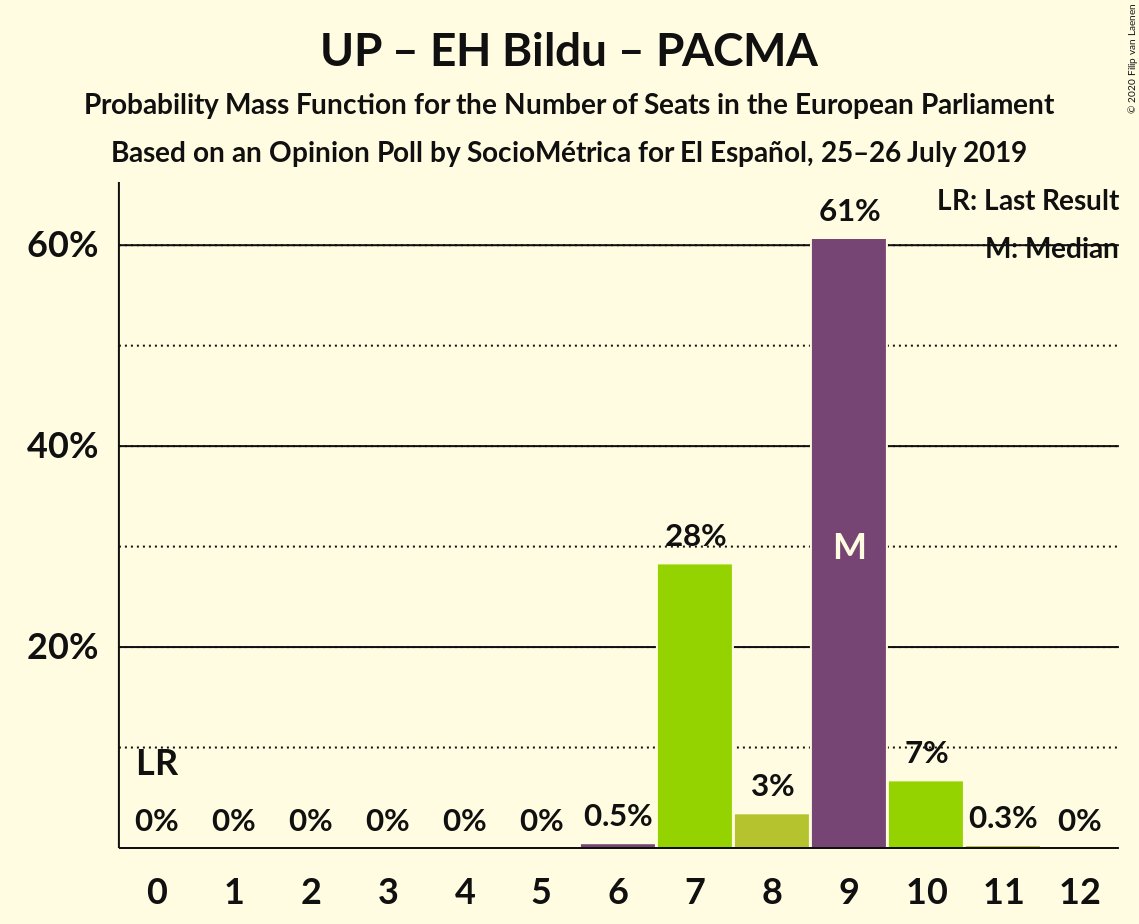 UP – EH Bildu – PACMA
Probability Mass Function for the Number of Seats in the European Parliament
Based on an Opinion Poll by SocioMétrica for El Español, 25–26 July 2019
© 2020 Filip van Laenen
LR: Last Result
M: Median
61%
60%
40%
28%
M
20%
LR
7%
3%
0% 0% 0% 0% 0% 0% 0.5% 0.3% 0%
0 1 2 3 4 5 6 7 8 9 10 11 12